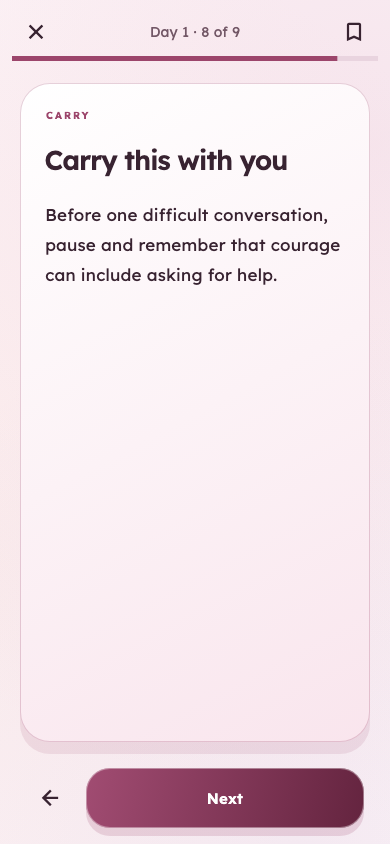 Day 1 · 8 of 9
CARRY
Carry this with you
Before one difficult conversation,
pause and remember that courage
can include asking for help.
Next